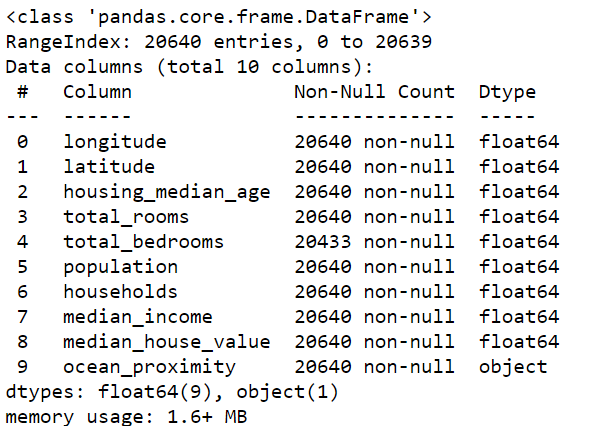 <class 'pandas.core.frame.DataFrame'>
RangeIndex: 20640 entries, 0 to 20639
Data columns (total 10 columns):
 #   Column              Non-Null Count  Dtype
---  ------              --------------  -----
 0   longitude           20640 non-null  float64
 1   latitude            20640 non-null  float64
 2   housing_median_age  20640 non-null  float64
 3   total_rooms         20640 non-null  float64
 4   total_bedrooms      20433 non-null  float64
 5   population          20640 non-null  float64
 6   households          20640 non-null  float64
 7   median_income       20640 non-null  float64
 8   median_house_value  20640 non-null  float64
 9   ocean_proximity     20640 non-null  object
dtypes: float64(9), object(1)
memory usage: 1.6+ MB